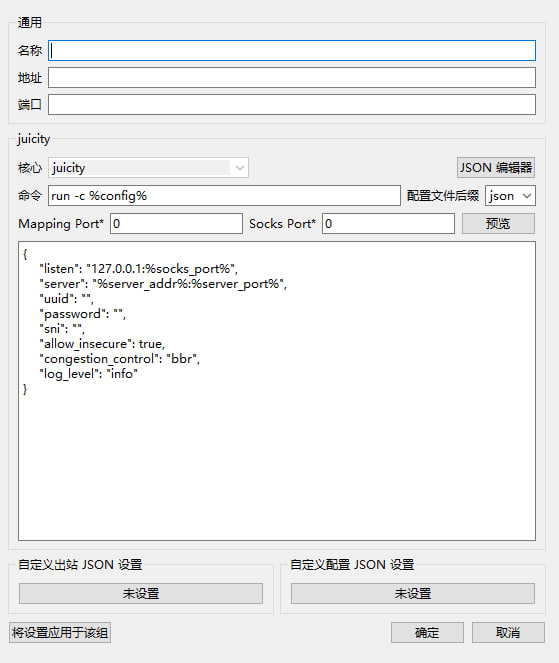 通用
名称
地址
端口
juicity
核心 juicity JSON 编辑器
命令 run -c %config% 配置文件后缀 json
Mapping Port* 0 Socks Port* 0 预览
{
"listen": "127.0.0.1:%socks_port%",
"server": "%server_addr%:%server_port%",
"uuid": "",
"password": "",
"sni": "",
"allow_insecure": true,
"congestion_control": "bbr",
"log_level": "info"
}
自定义出站 JSON 设置 自定义配置 JSON 设置
未设置 未设置
将设置应用于该组 确定 取消